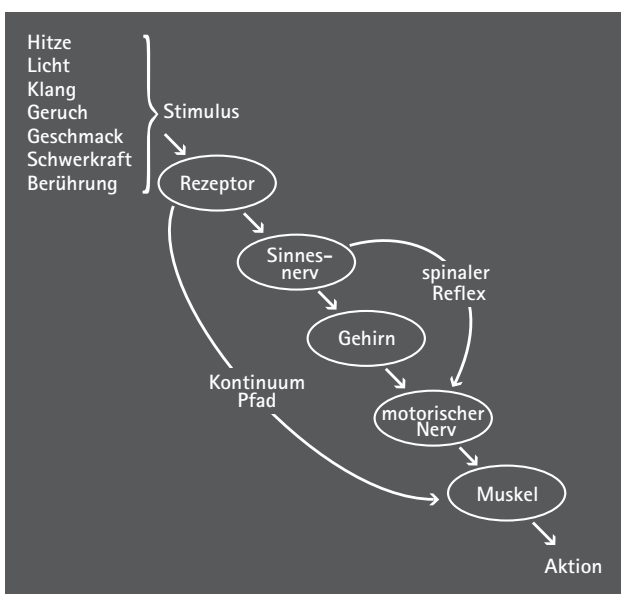 Hitze
Licht
Klang
Geruch
Geschmack
Schwerkraft
Berührung
Stimulus
Rezeptor
Sinnes-
nerv
spinaler
Reflex
Gehirn
Kontinuum
Pfad
motorischer
Nerv
Muskel
Aktion